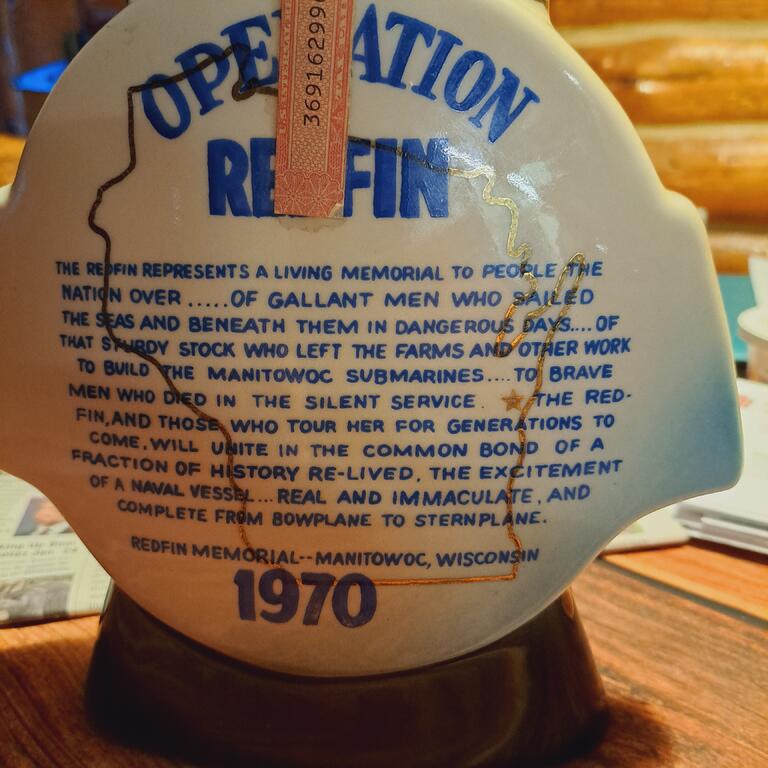 OPERATION
REDFIN
36916299
THE REDFIN REPRESENTS A LIVING MEMORIAL TO PEOPLE THE
NATION OVER .....OF GALLANT MEN WHO SAILED
THE SEAS AND BENEATH THEM IN DANGEROUS DAYS....OF
THAT STURDY STOCK WHO LEFT THE FARMS AND OTHER WORK
TO BUILD THE MANITOWOC SUBMARINES....TO BRAVE
MEN WHO DIED IN THE SILENT SERVICE. THE RED-
FIN,AND THOSE WHO TOUR HER FOR GENERATIONS TO
COME,WILL UNITE IN THE COMMON BOND OF A
FRACTION OF HISTORY RE-LIVED, THE EXCITEMENT
OF A NAVAL VESSEL...REAL AND IMMACULATE, AND
COMPLETE FROM BOWPLANE TO STERNPLANE.
REDFIN MEMORIAL--MANITOWOC, WISCONSIN
1970